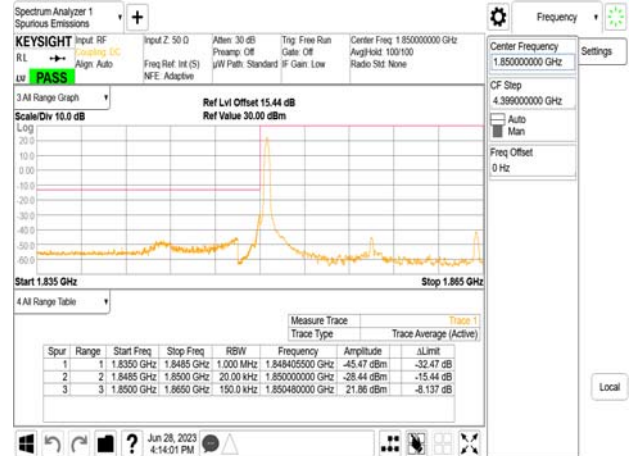 Spectrum Analyzer 1
Spurious Emissions
Frequency
KEYSIGHT
Input: RF
Coupling: DC
Align: Auto
Input Z: 50 Ω
Freq Ref: Int (S)
NFE: Adaptive
Atten: 30 dB
Preamp: Off
µW Path: Standard
Trig: Free Run
Gate: Off
IF Gain: Low
Center Freq: 1.850000000 GHz
Avg|Hold: 100/100
Radio Std: None
RL
LV PASS
Center Frequency
1.850000000 GHz
Settings
CF Step
4.399000000 GHz
Auto
Man
Freq Offset
0 Hz
Local
3 All Range Graph
Scale/Div 10.0 dB
Ref Lvl Offset 15.44 dB
Ref Value 30.00 dBm
Log
20.0
10.0
0.00
-10.0
-20.0
-30.0
-40.0
-50.0
-60.0
Start 1.835 GHz
Stop 1.865 GHz
4 All Range Table
Measure Trace Trace 1
Trace Type Trace Average (Active)
Spur Range Start Freq Stop Freq RBW Frequency Amplitude ΔLimit
1 1 1.8350 GHz 1.8485 GHz 1.000 MHz 1.848405500 GHz -45.47 dBm -32.47 dB
2 2 1.8485 GHz 1.8500 GHz 20.00 kHz 1.850000000 GHz -28.44 dBm -15.44 dB
3 3 1.8500 GHz 1.8650 GHz 150.0 kHz 1.850480000 GHz 21.86 dBm -8.137 dB
Jun 28, 2023
4:14:01 PM